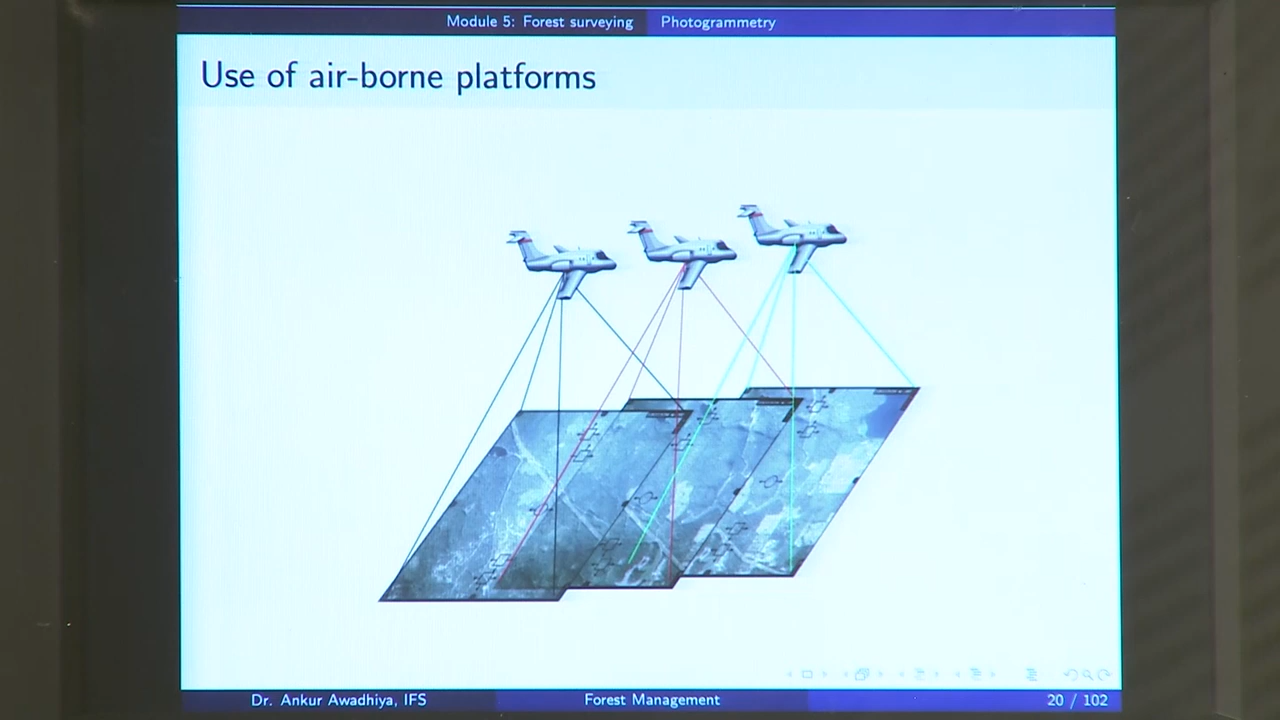 Module 5: Forest surveying Photogrammetry
Use of air-borne platforms
Dr. Ankur Awadhiya, IFS Forest Management 20 / 102